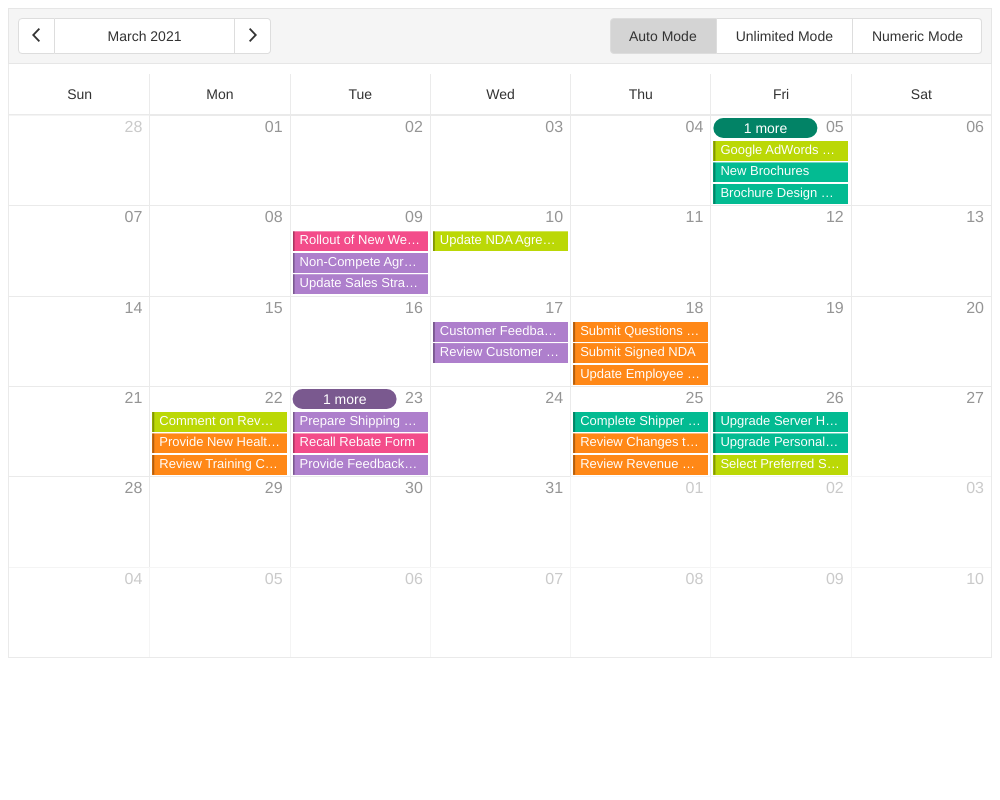 March 2021
Auto Mode Unlimited Mode Numeric Mode
Sun Mon Tue Wed Thu Fri Sat
28 01 02 03 04 1 more 05 06
Google AdWords ...
New Brochures
Brochure Design ...
07 08 09 10 11 12 13
Rollout of New We... Update NDA Agre...
Non-Compete Agr...
Update Sales Stra...
14 15 16 17 18 19 20
Customer Feedba... Submit Questions ...
Review Customer ... Submit Signed NDA
Update Employee ...
21 22 1 more 23 24 25 26 27
Comment on Rev... Prepare Shipping ... Complete Shipper ... Upgrade Server H...
Provide New Healt... Recall Rebate Form Review Changes t... Upgrade Personal...
Review Training C... Provide Feedback... Review Revenue ... Select Preferred S...
28 29 30 31 01 02 03
04 05 06 07 08 09 10